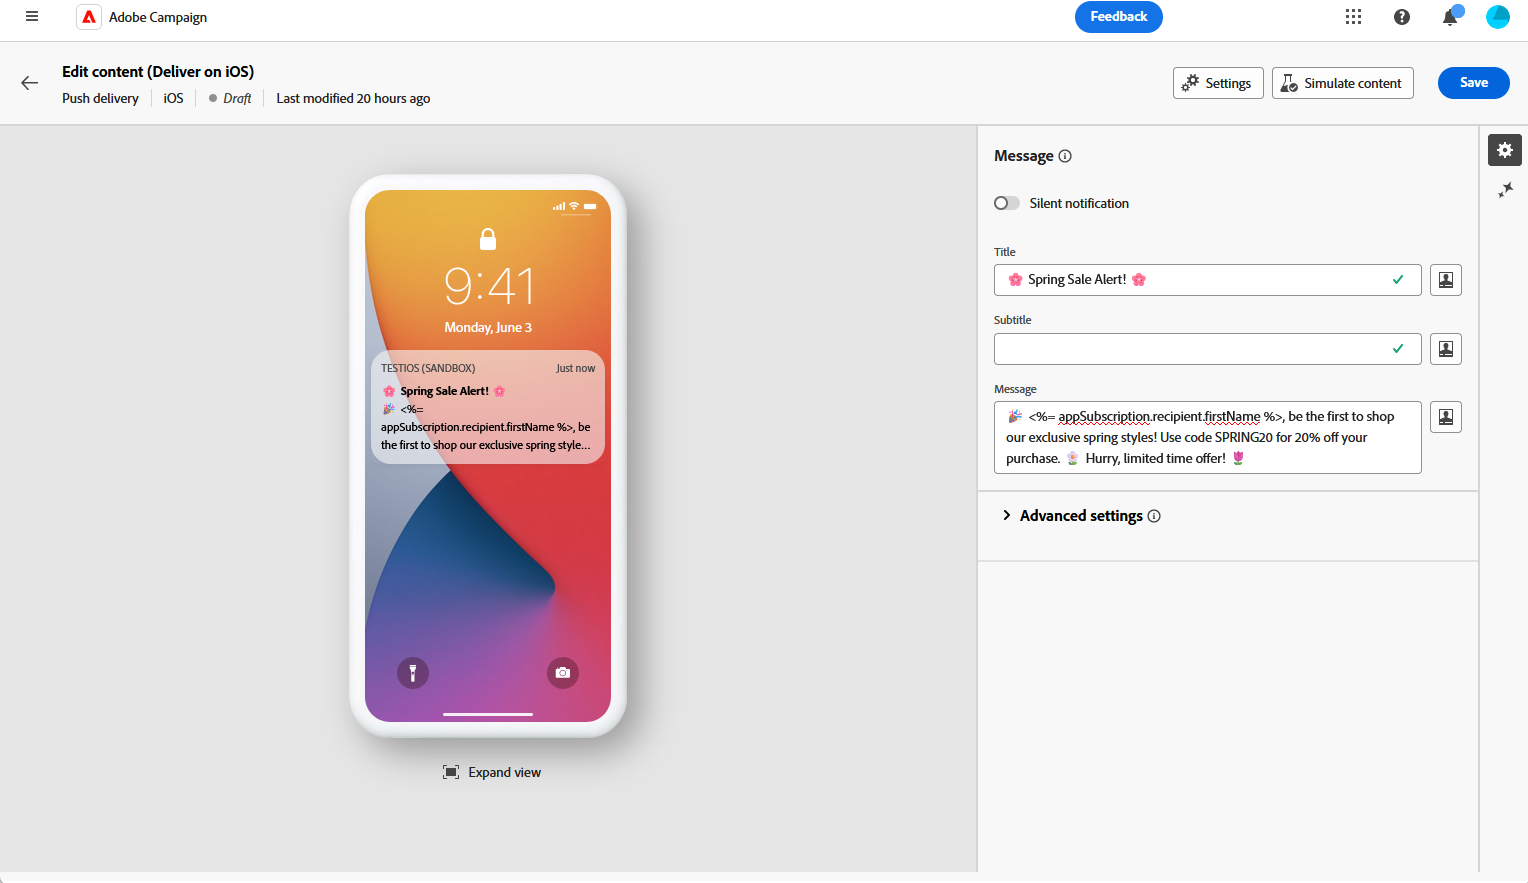 Adobe Campaign
Feedback
Edit content (Deliver on iOS)
Push delivery iOS Draft Last modified 20 hours ago
Settings
Simulate content
Save
9:41
Monday, June 3
TESTIOS (SANDBOX) Just now
🌸 Spring Sale Alert! 🌸
🎉 <%=
appSubscription.recipient.firstName %>, be
the first to shop our exclusive spring style...
Expand view
Message
Silent notification
Title
🌸 Spring Sale Alert! 🌸
Subtitle
Message
🎉 <%= appSubscription.recipient.firstName %>, be the first to shop
our exclusive spring styles! Use code SPRING20 for 20% off your
purchase. 🌼 Hurry, limited time offer! 🌷
Advanced settings